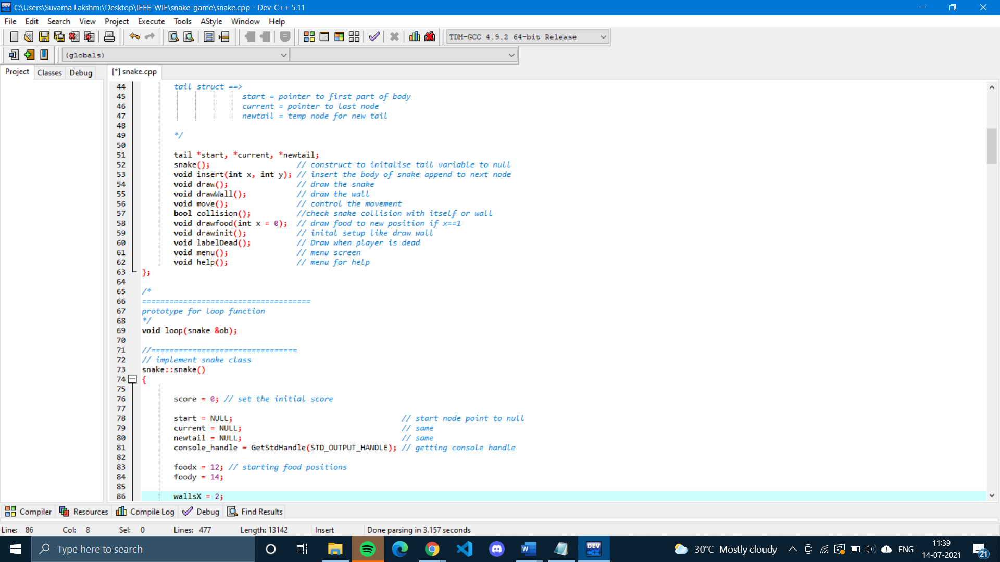 C:\Users\Suvarna Lakshmi\Desktop\IEEE-WIE\snake-game\snake.cpp - Dev-C++ 5.11
File Edit Search View Project Execute Tools AStyle Window Help
TDM-GCC 4.9.2 64-bit Release
(globals)
Project Classes Debug [*] snake.cpp
44 tail struct ==>
45 start = pointer to first part of body
46 current = pointer to last node
47 newtail = temp node for new tail
48
49 */
50
51 tail *start, *current, *newtail;
52 snake(); // construct to initalise tail variable to null
53 void insert(int x, int y); // insert the body of snake append to next node
54 void draw(); // draw the snake
55 void drawWall(); // draw the wall
56 void move(); // control the movement
57 bool collision(); //check snake collision with itself or wall
58 void drawfood(int x = 0); // draw food to new position if x==1
59 void drawinit(); // inital setup like draw wall
60 void labelDead(); // Draw when player is dead
61 void menu(); // menu screen
62 void help(); // menu for help
63 };
64
65 /*
66 =====================================
67 prototype for loop function
68 */
69 void loop(snake &ob);
70
71 //================================
72 // implement snake class
73 snake::snake()
74 {
75
76 score = 0; // set the initial score
77
78 start = NULL; // start node point to null
79 current = NULL; // same
80 newtail = NULL; // same
81 console_handle = GetStdHandle(STD_OUTPUT_HANDLE); // getting console handle
82
83 foodx = 12; // starting food positions
84 foody = 14;
85
86 wallsX = 2;
Compiler Resources Compile Log Debug Find Results
Line: 86 Col: 8 Sel: 0 Lines: 477 Length: 13142 Insert Done parsing in 3.157 seconds
Type here to search
DEV C++
30°C Mostly cloudy
ENG
11:39
14-07-2021
21